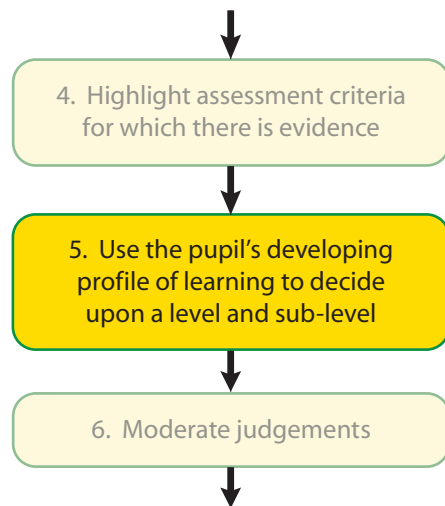 4. Highlight assessment criteria
for which there is evidence
5. Use the pupil’s developing
profile of learning to decide
upon a level and sub-level
6. Moderate judgements